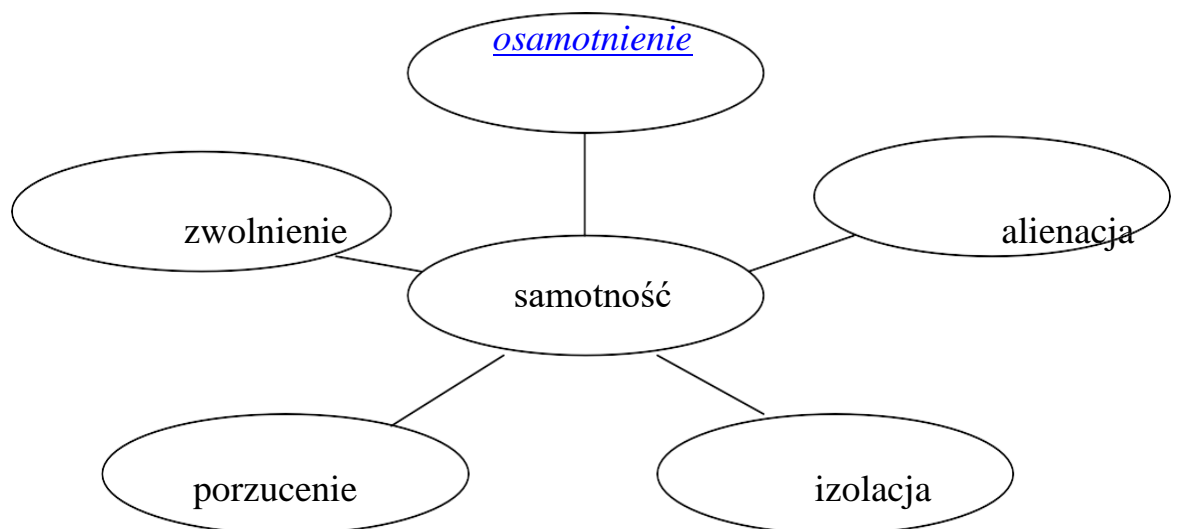 osamotnienie
zwolnienie
alienacja
samotność
porzucenie
izolacja